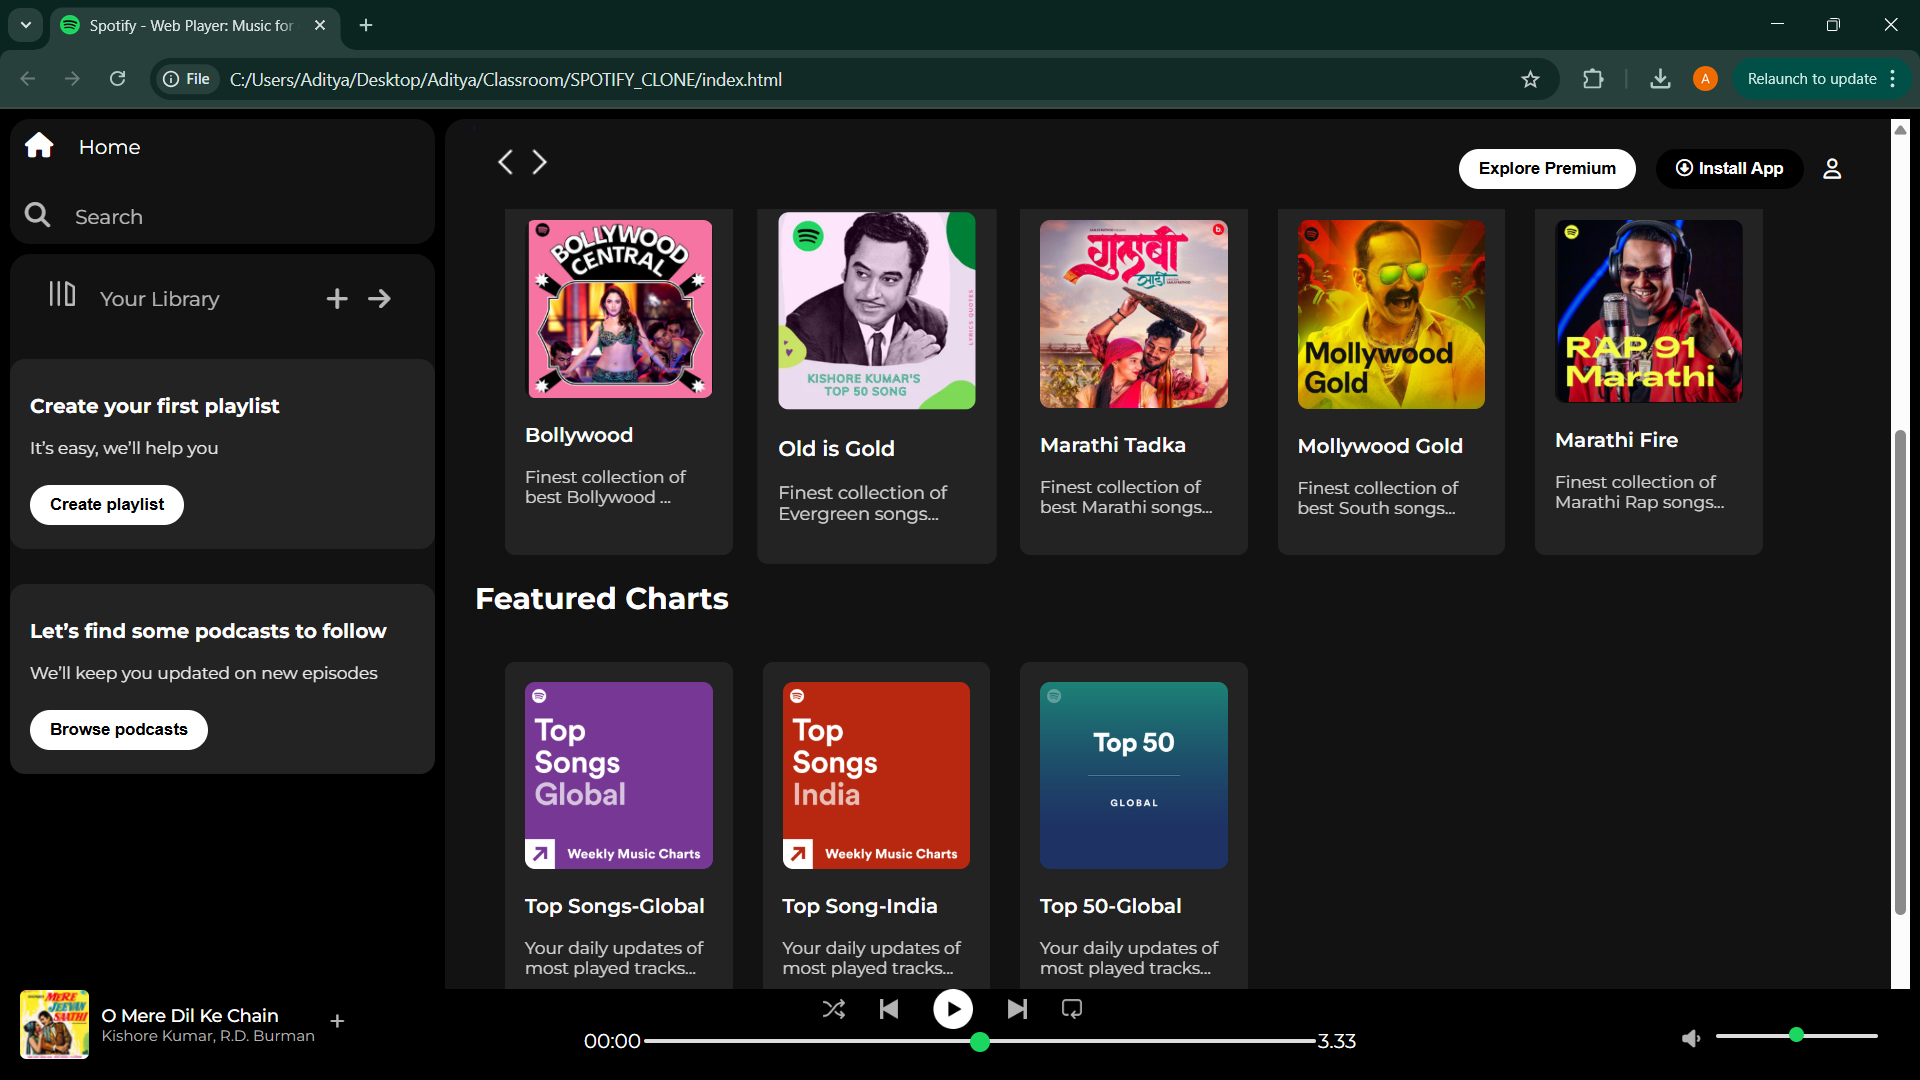 Spotify - Web Player: Music for
File
C:/Users/Aditya/Desktop/Aditya/Classroom/SPOTIFY_CLONE/index.html
A
Relaunch to update
Home
Search
Your Library
Create your first playlist
It's easy, we'll help you
Create playlist
Let's find some podcasts to follow
We'll keep you updated on new episodes
Browse podcasts
Explore Premium
Install App
BOLLYWOOD
CENTRAL
Bollywood
Finest collection of
best Bollywood ...
LYRICS QUOTES
KISHORE KUMAR'S
TOP 50 SONG
Old is Gold
Finest collection of
Evergreen songs...
गुलाबी
साडी
Marathi Tadka
Finest collection of
best Marathi songs...
Mollywood
Gold
Mollywood Gold
Finest collection of
best South songs...
RAP 91
Marathi
Marathi Fire
Finest collection of
Marathi Rap songs...
Featured Charts
Top
Songs
Global
Weekly Music Charts
Top Songs-Global
Your daily updates of
most played tracks...
Top
Songs
India
Weekly Music Charts
Top Song-India
Your daily updates of
most played tracks...
Top 50
GLOBAL
Top 50-Global
Your daily updates of
most played tracks...
MERE
JEEVAN
SAATHI
O Mere Dil Ke Chain
Kishore Kumar, R.D. Burman
00:00
3.33